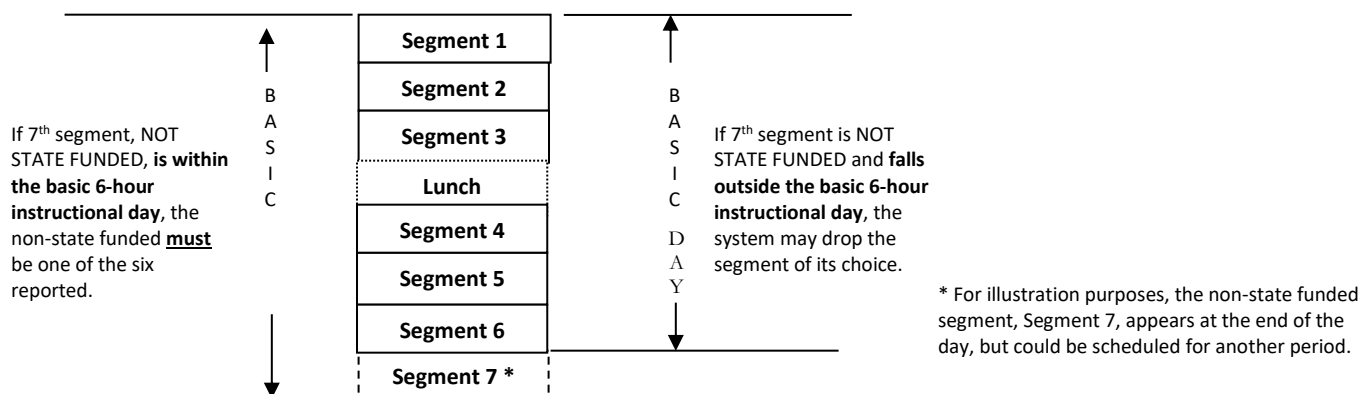 If 7th segment, NOT
STATE FUNDED, is within
the basic 6-hour
instructional day, the
non-state funded must
be one of the six
reported.
B
A
S
I
C
Segment 1
Segment 2
Segment 3
Lunch
Segment 4
Segment 5
Segment 6
Segment 7 *
B
A
S
I
C
D
A
Y
If 7th segment is NOT
STATE FUNDED and falls
outside the basic 6-hour
instructional day, the
system may drop the
segment of its choice.
* For illustration purposes, the non-state funded
segment, Segment 7, appears at the end of the
day, but could be scheduled for another period.